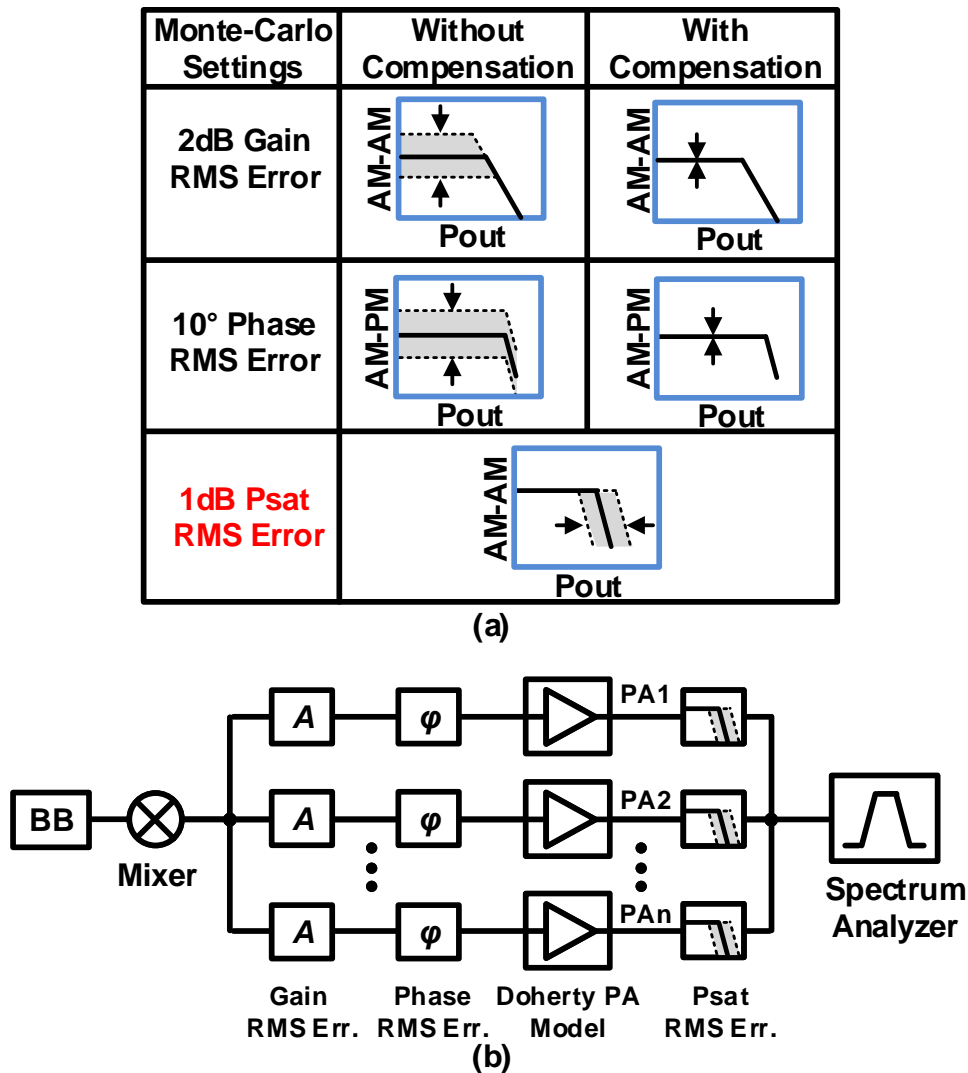 Monte-Carlo Settings
Without Compensation
With Compensation
2dB Gain RMS Error
AM-AM
Pout
AM-AM
Pout
10° Phase RMS Error
AM-PM
Pout
AM-PM
Pout
1dB Psat RMS Error
AM-AM
Pout
(a)
BB
Mixer
A
φ
PA1
A
φ
PA2
A
φ
PAn
Spectrum Analyzer
Gain RMS Err.
Phase RMS Err.
Doherty PA Model
Psat RMS Err.
(b)